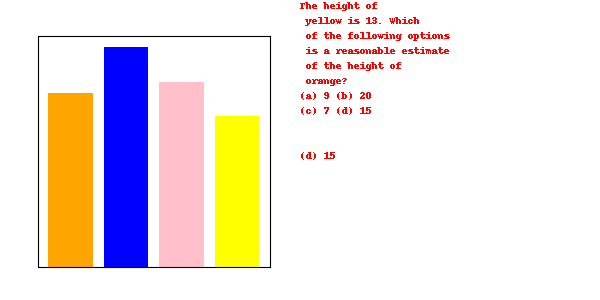 The height of
yellow is 13. Which
of the following options
is a reasonable estimate
of the height of
orange?
(a) 9 (b) 20
(c) 7 (d) 15
(d) 15